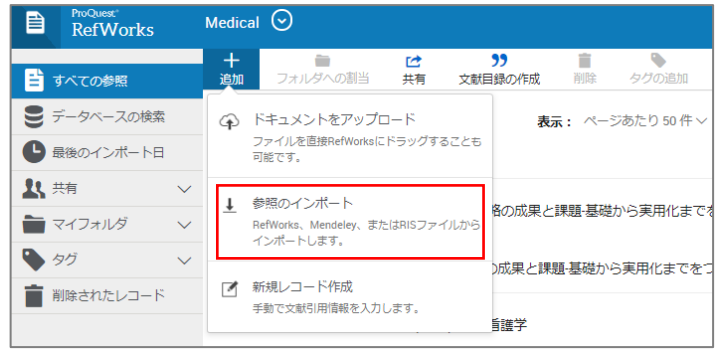 ProQuest®
RefWorks
Medical
追加
フォルダへの割当
共有
文献目録の作成
削除
タグの追加
すべての参照
データベースの検索
最後のインポート日
共有
マイフォルダ
タグ
削除されたレコード
ドキュメントをアップロード
ファイルを直接RefWorksにドラッグすることも
可能です。
参照のインポート
RefWorks、Mendeley、またはRISファイルから
インポートします。
新規レコード作成
手動で文献引用情報を入力します。
表示： ページあたり 50 件
の成果と課題-基礎から実用化まで
成果と課題-基礎から実用化までをつ
看護学